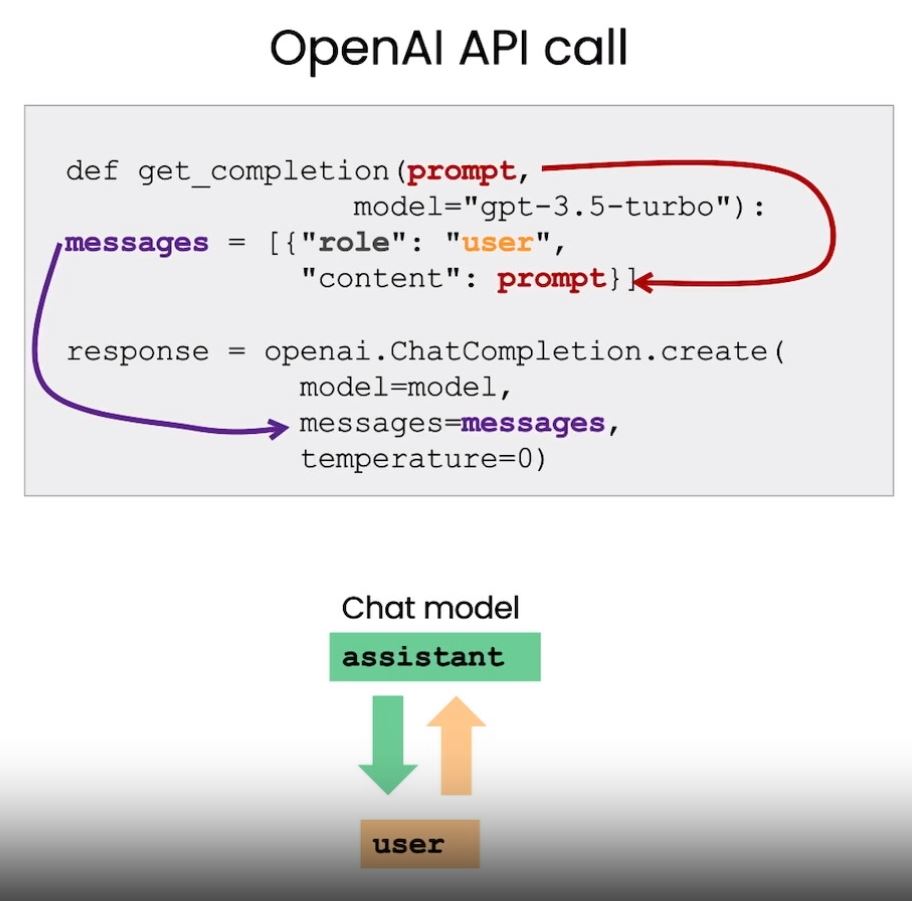 OpenAI API call
def get_completion(prompt,
model="gpt-3.5-turbo"):
messages = [{"role": "user",
"content": prompt}]
response = openai.ChatCompletion.create(
model=model,
messages=messages,
temperature=0)
Chat model
assistant
user